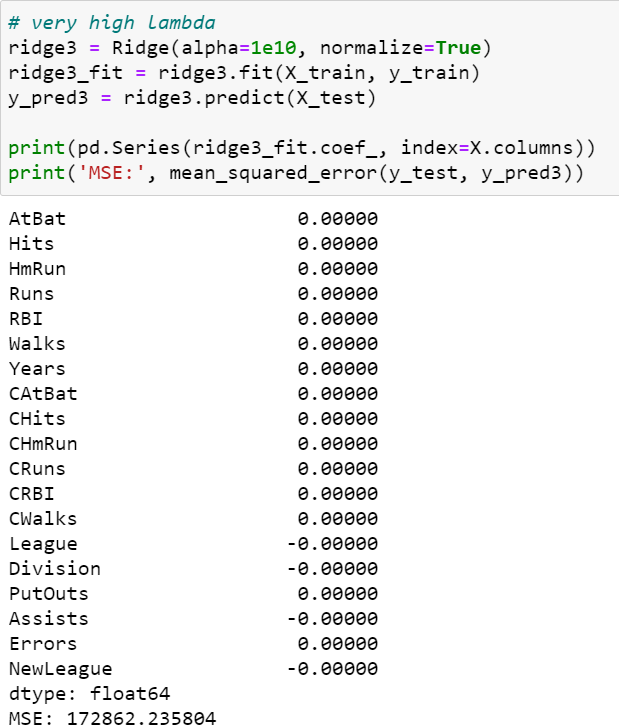 # very high lambda
ridge3 = Ridge(alpha=1e10, normalize=True)
ridge3_fit = ridge3.fit(X_train, y_train)
y_pred3 = ridge3.predict(X_test)
print(pd.Series(ridge3_fit.coef_, index=X.columns))
print('MSE:', mean_squared_error(y_test, y_pred3))
AtBat 0.00000
Hits 0.00000
HmRun 0.00000
Runs 0.00000
RBI 0.00000
Walks 0.00000
Years 0.00000
CAtBat 0.00000
CHits 0.00000
CHmRun 0.00000
CRuns 0.00000
CRBI 0.00000
CWalks 0.00000
League -0.00000
Division -0.00000
PutOuts 0.00000
Assists -0.00000
Errors 0.00000
NewLeague -0.00000
dtype: float64
MSE: 172862.235804